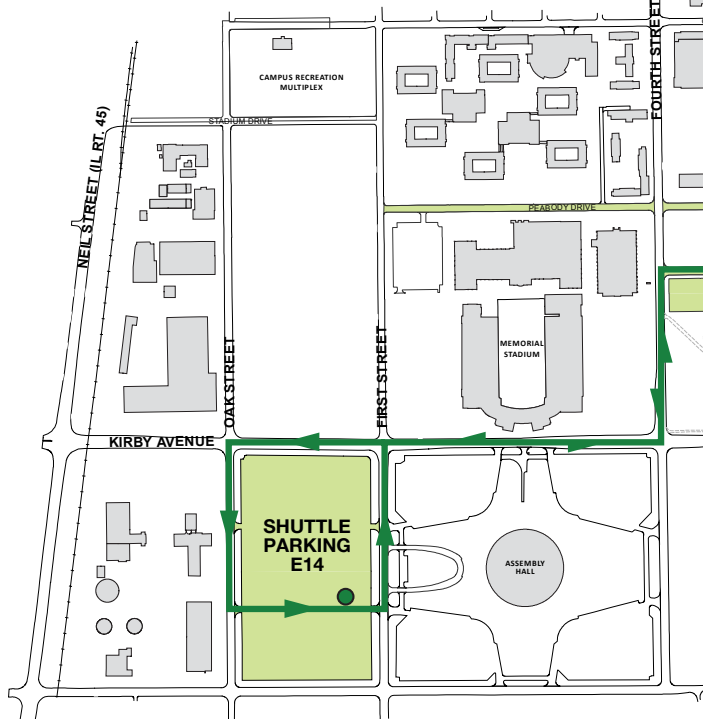 FOURTH STREET
CAMPUS RECREATION
MULTIPLEX
STADIUM DRIVE
NEIL STREET (IL RT. 45)
PEABODY DRIVE
MEMORIAL
STADIUM
OAK STREET
FIRST STREET
KIRBY AVENUE
SHUTTLE
PARKING
E14
ASSEMBLY
HALL